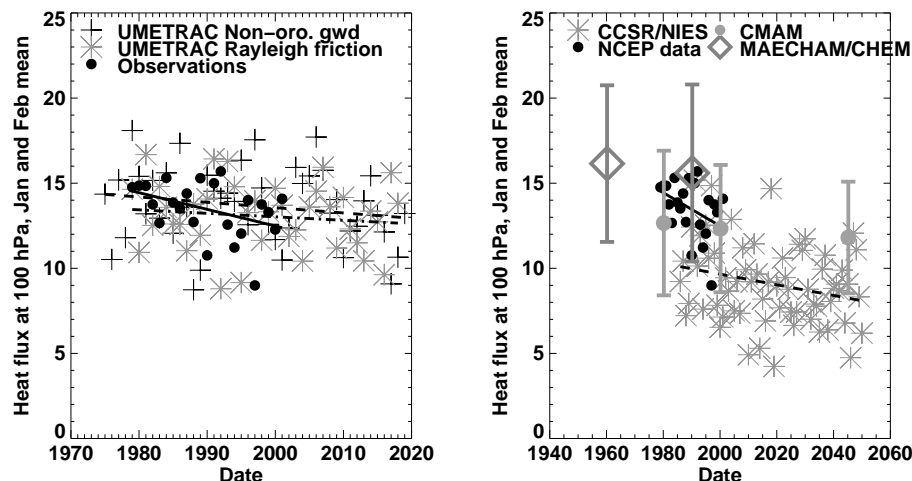 25
20
15
10
5
0
Heat flux at 100 hPa, Jan and Feb mean
UMETRAC Non-oro. gwd
UMETRAC Rayleigh friction
Observations
1970 1980 1990 2000 2010 2020
Date
25
20
15
10
5
0
Heat flux at 100 hPa, Jan and Feb mean
CCSR/NIES CMAM
NCEP data MAECHAM/CHEM
1940 1960 1980 2000 2020 2040 2060
Date